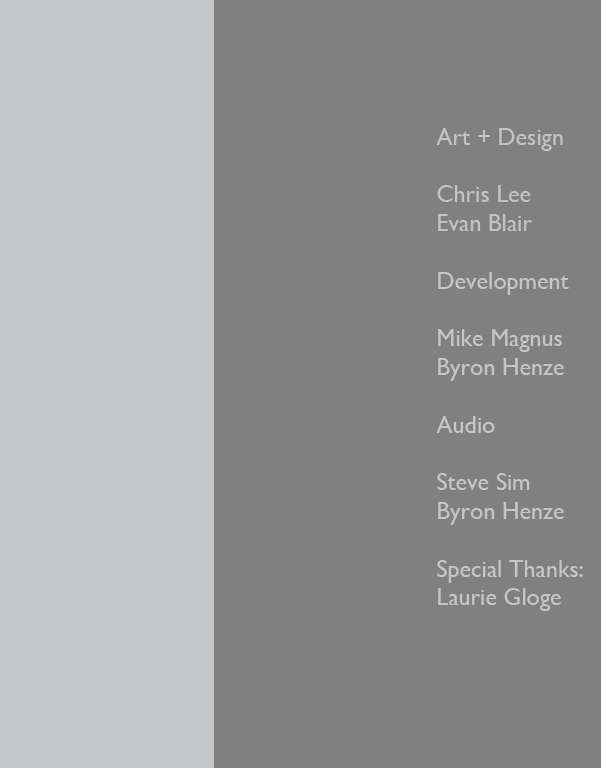 Art + Design
Chris Lee
Evan Blair
Development
Mike Magnus
Byron Henze
Audio
Steve Sim
Byron Henze
Special Thanks:
Laurie Gloge